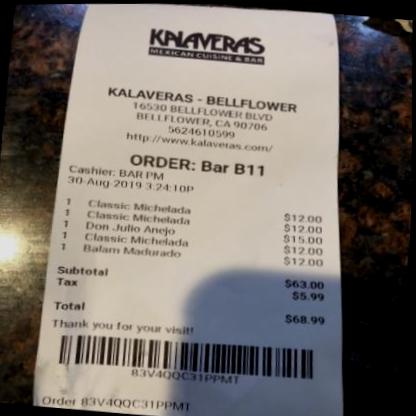 KALAVERAS
MEXICAN CUISINE & BAR
KALAVERAS - BELLFLOWER
16530 BELLFLOWER BLVD
BELLFLOWER, CA 90706
5624610599
http://www.kalaveras.com/
ORDER: Bar B11
Cashier: BAR PM
30-Aug-2019 3:24:10P
1 Classic Michelada $12.00
1 Classic Michelada $12.00
1 Don Julio Anejo $15.00
1 Classic Michelada $12.00
1 Balam Madurado $12.00
Subtotal $63.00
Tax $5.99
Total $68.99
Thank you for your visit!
83V4QQC31PPMT
Order 83V4QQC31PPMT